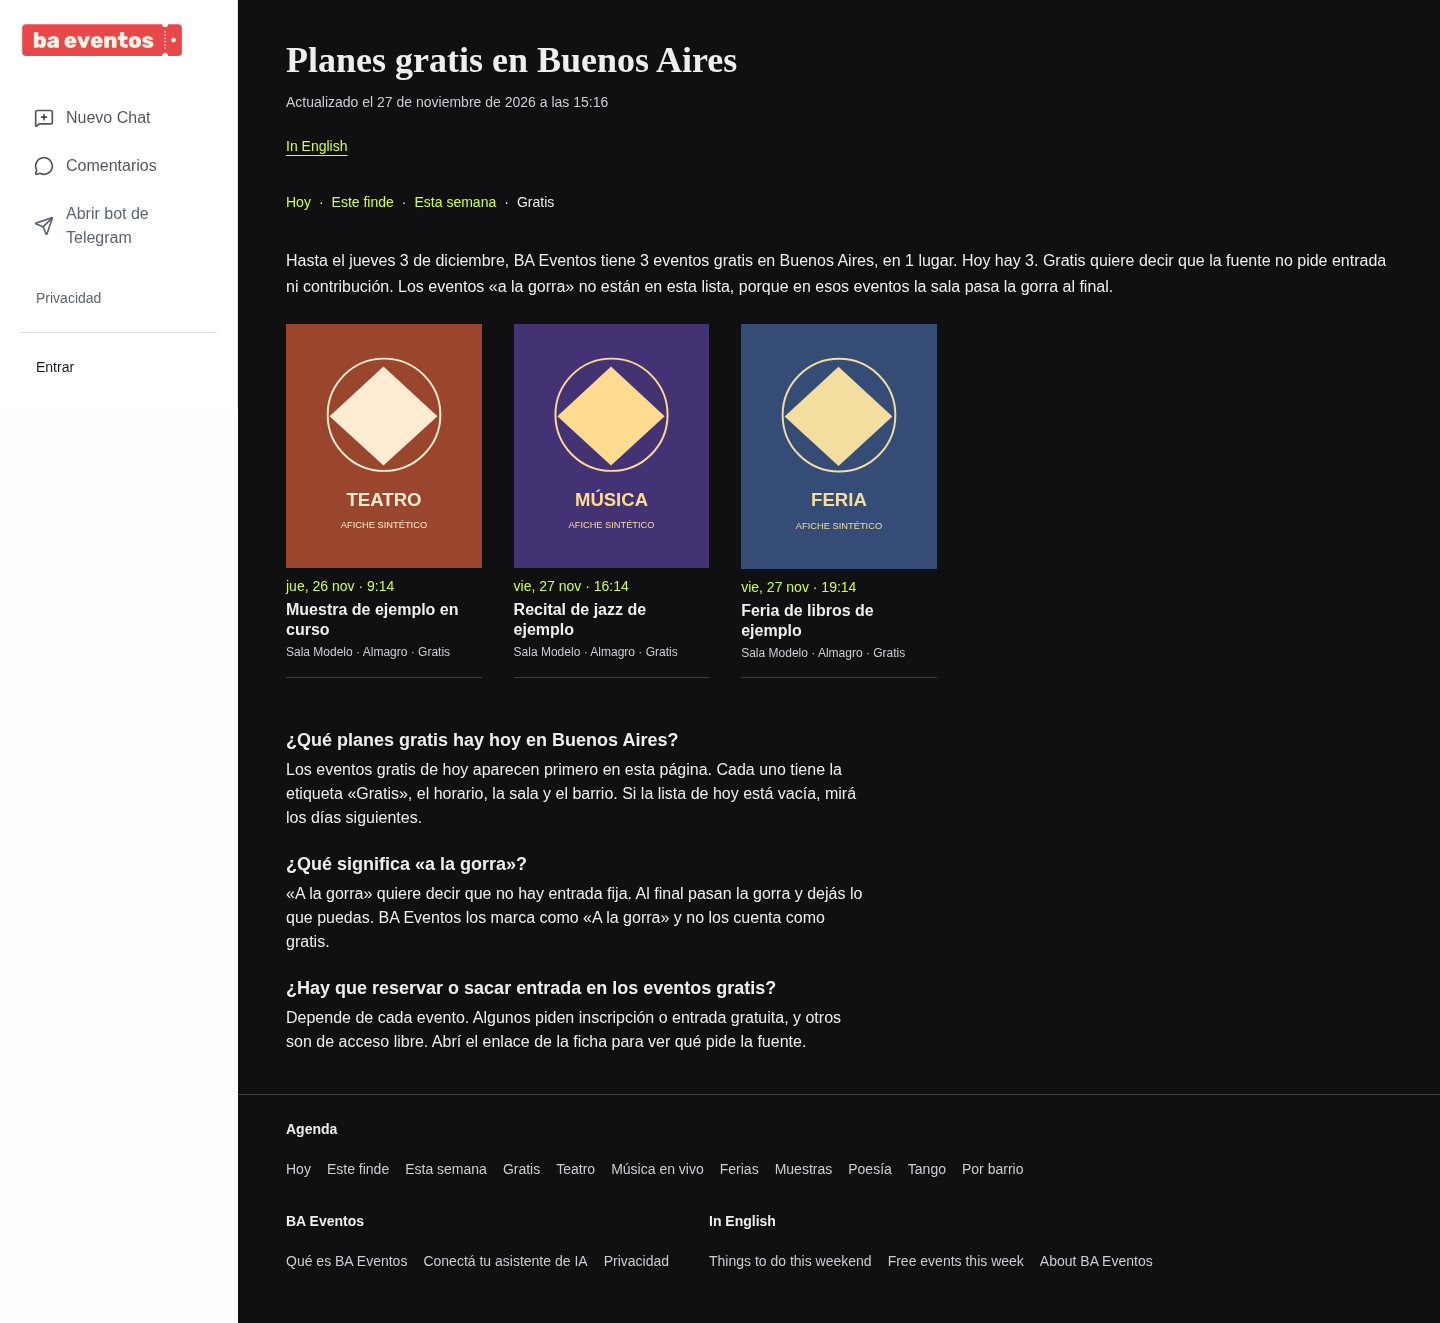 ba eventos
Nuevo Chat
Comentarios
Abrir bot de
Telegram
Privacidad
Entrar
Planes gratis en Buenos Aires
Actualizado el 27 de noviembre de 2026 a las 15:16
In English
Hoy · Este finde · Esta semana · Gratis
Hasta el jueves 3 de diciembre, BA Eventos tiene 3 eventos gratis en Buenos Aires, en 1 lugar. Hoy hay 3. Gratis quiere decir que la fuente no pide entrada
ni contribución. Los eventos «a la gorra» no están en esta lista, porque en esos eventos la sala pasa la gorra al final.
TEATRO
AFICHE SINTÉTICO
jue, 26 nov · 9:14
Muestra de ejemplo en
curso
Sala Modelo · Almagro · Gratis
MÚSICA
AFICHE SINTÉTICO
vie, 27 nov · 16:14
Recital de jazz de
ejemplo
Sala Modelo · Almagro · Gratis
FERIA
AFICHE SINTÉTICO
vie, 27 nov · 19:14
Feria de libros de
ejemplo
Sala Modelo · Almagro · Gratis
¿Qué planes gratis hay hoy en Buenos Aires?
Los eventos gratis de hoy aparecen primero en esta página. Cada uno tiene la
etiqueta «Gratis», el horario, la sala y el barrio. Si la lista de hoy está vacía, mirá
los días siguientes.
¿Qué significa «a la gorra»?
«A la gorra» quiere decir que no hay entrada fija. Al final pasan la gorra y dejás lo
que puedas. BA Eventos los marca como «A la gorra» y no los cuenta como
gratis.
¿Hay que reservar o sacar entrada en los eventos gratis?
Depende de cada evento. Algunos piden inscripción o entrada gratuita, y otros
son de acceso libre. Abrí el enlace de la ficha para ver qué pide la fuente.
Agenda
Hoy Este finde Esta semana Gratis Teatro Música en vivo Ferias Muestras Poesía Tango Por barrio
BA Eventos
Qué es BA Eventos Conectá tu asistente de IA Privacidad
In English
Things to do this weekend Free events this week About BA Eventos